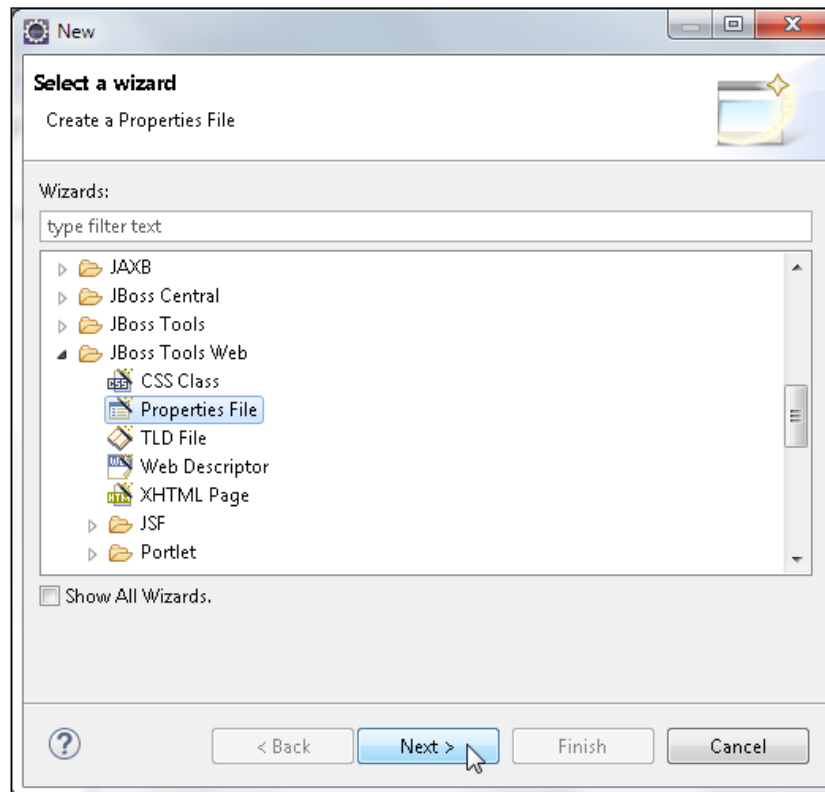 New
Select a wizard
Create a Properties File
Wizards:
type filter text
JAXB
JBoss Central
JBoss Tools
JBoss Tools Web
CSS Class
Properties File
TLD File
Web Descriptor
XHTML Page
JSF
Portlet
Show All Wizards.
? < Back Next > Finish Cancel